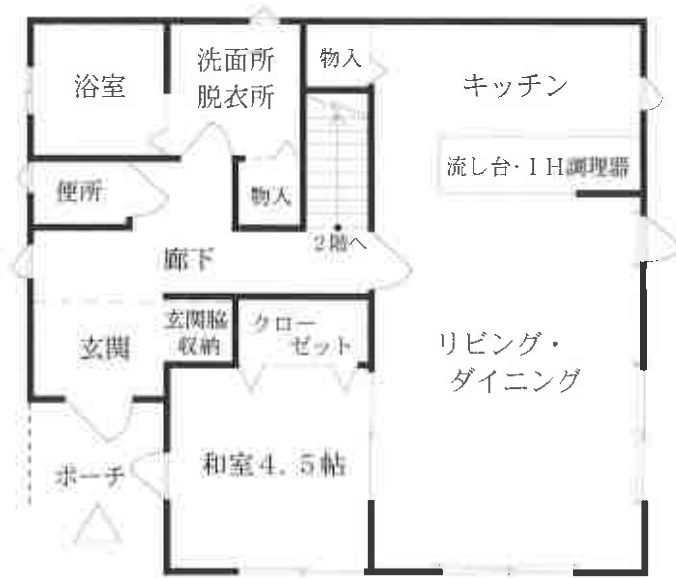 浴室
洗面所
脱衣所
物入
キッチン
流し台・IH調理器
便所
物入
2階へ
廊下
玄関
玄関脇
収納
クロー
ゼット
リビング・
ダイニング
ポーチ
和室4.5帖